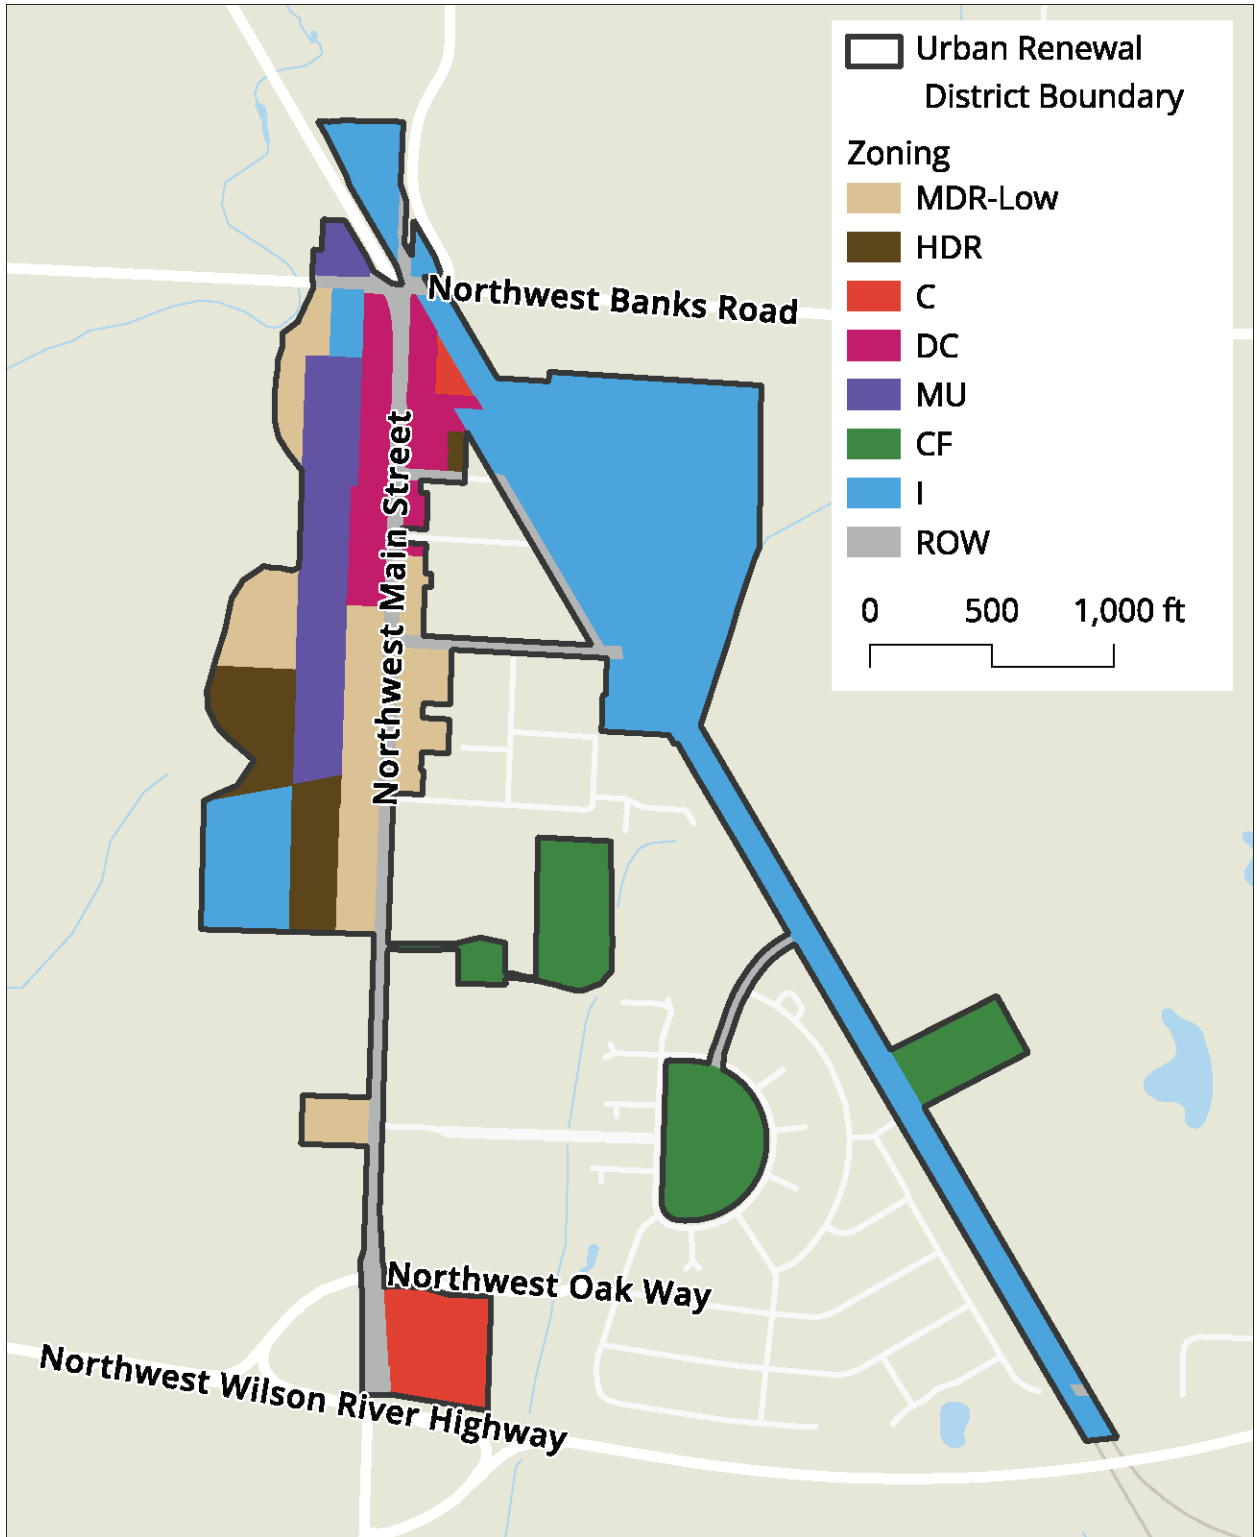 Urban Renewal
District Boundary
Zoning
MDR-Low
HDR
C
DC
MU
CF
I
ROW
0 500 1,000 ft
Northwest Banks Road
Northwest Main Street
Northwest Oak Way
Northwest Wilson River Highway